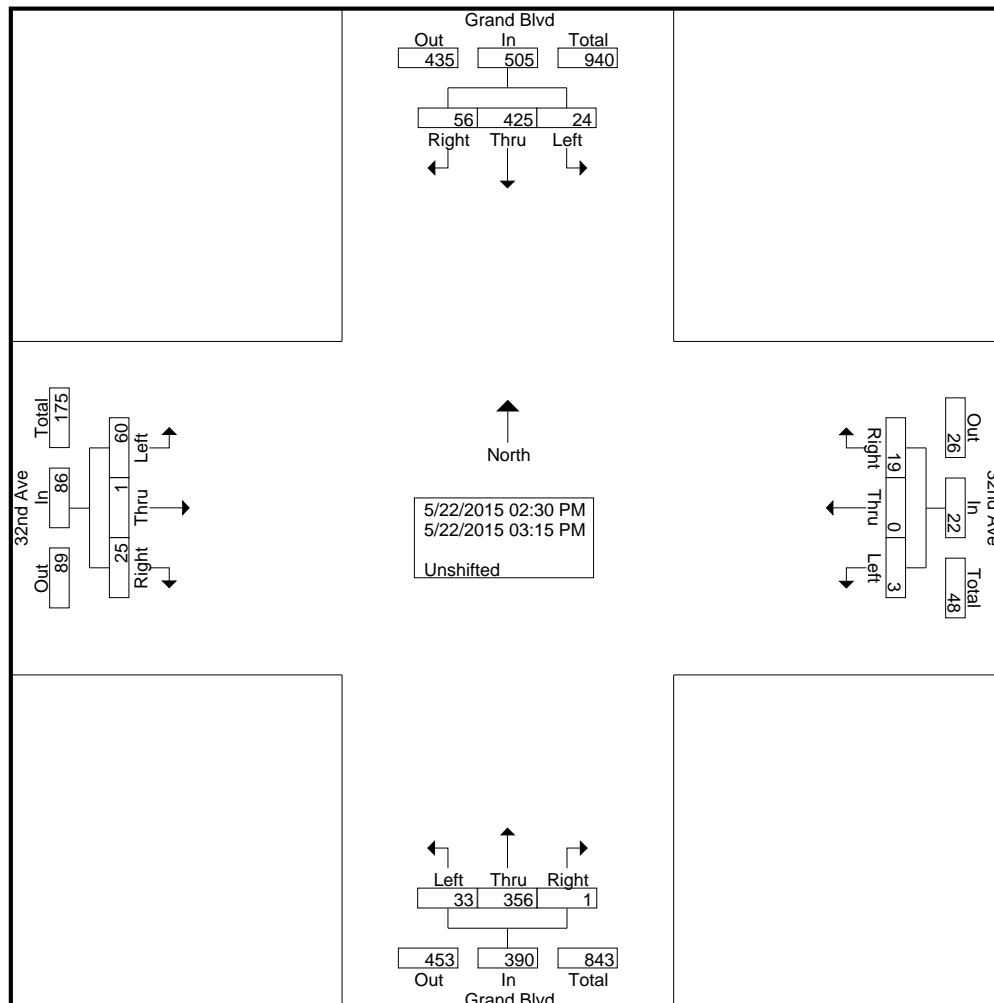 Grand Blvd
Out In Total
435 505 940
56 425 24
Right Thru Left
Total 175
32nd Ave In 86
Out 89
60 1 25
Left Thru Right
North
5/22/2015 02:30 PM
5/22/2015 03:15 PM
Unshifted
Right Thru Left
19 0 3
Out In Total
26 22 48
32nd Ave
Left Thru Right
33 356 1
453 390 843
Out In Total
Grand Blvd